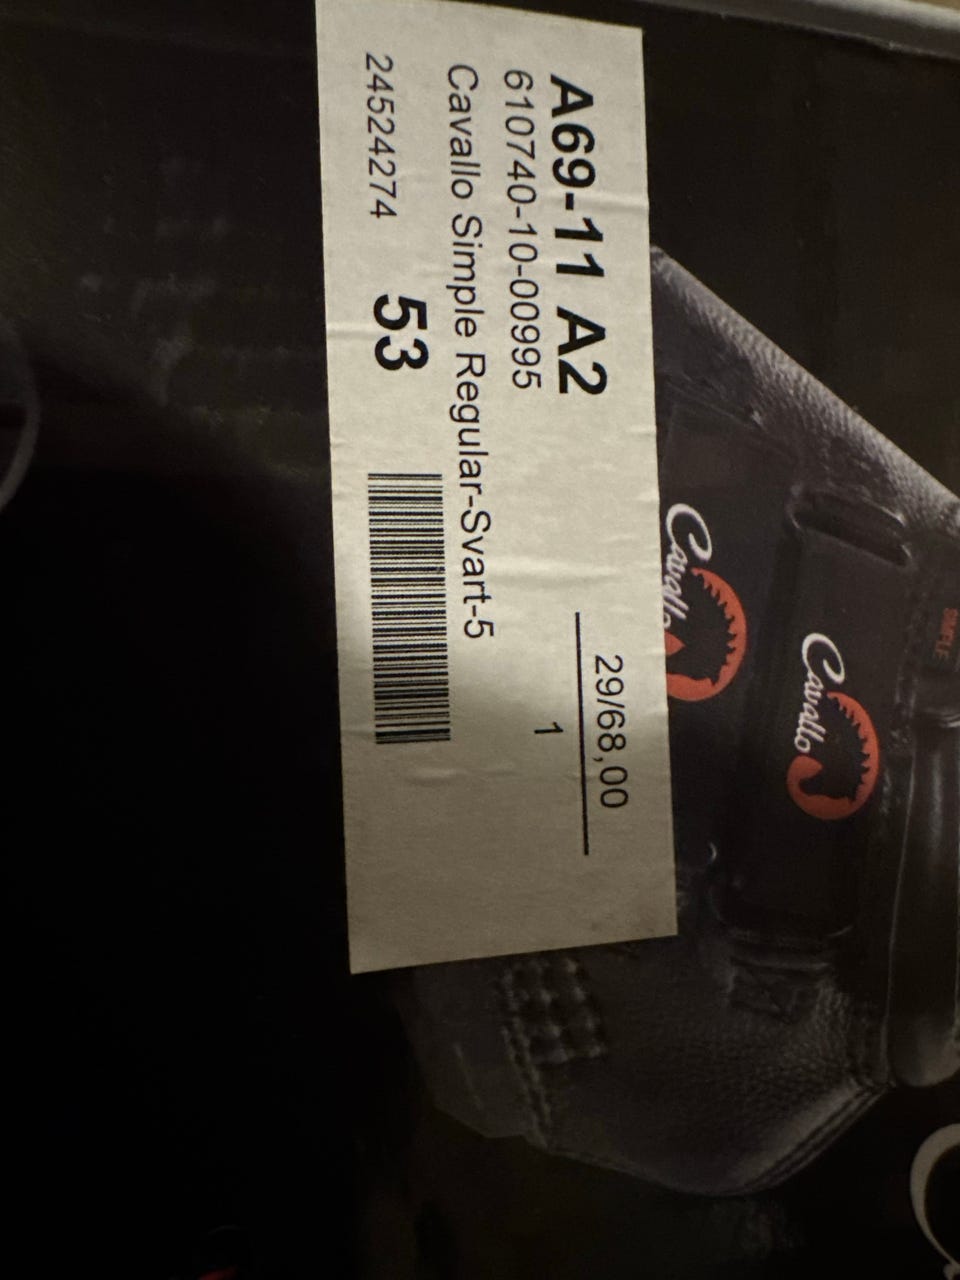 A69-11 A2
610740-10-00995
29/68,00
1
Cavallo Simple Regular-Svart-5
24524274
53
Cavallo
Cavallo
SIMPLE